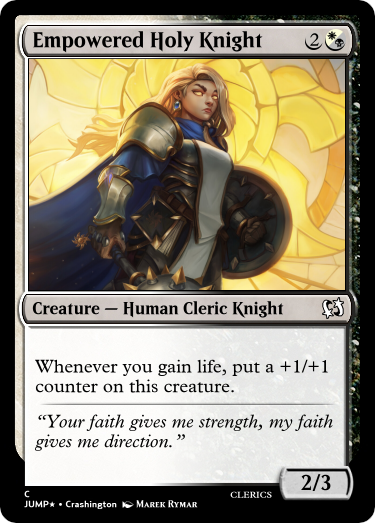 Empowered Holy Knight 2
Creature — Human Cleric Knight
Whenever you gain life, put a +1/+1
counter on this creature.
“Your faith gives me strength, my faith
gives me direction.”
2/3
C
JUMP★ • Crashington Marek Rymar
CLERICS